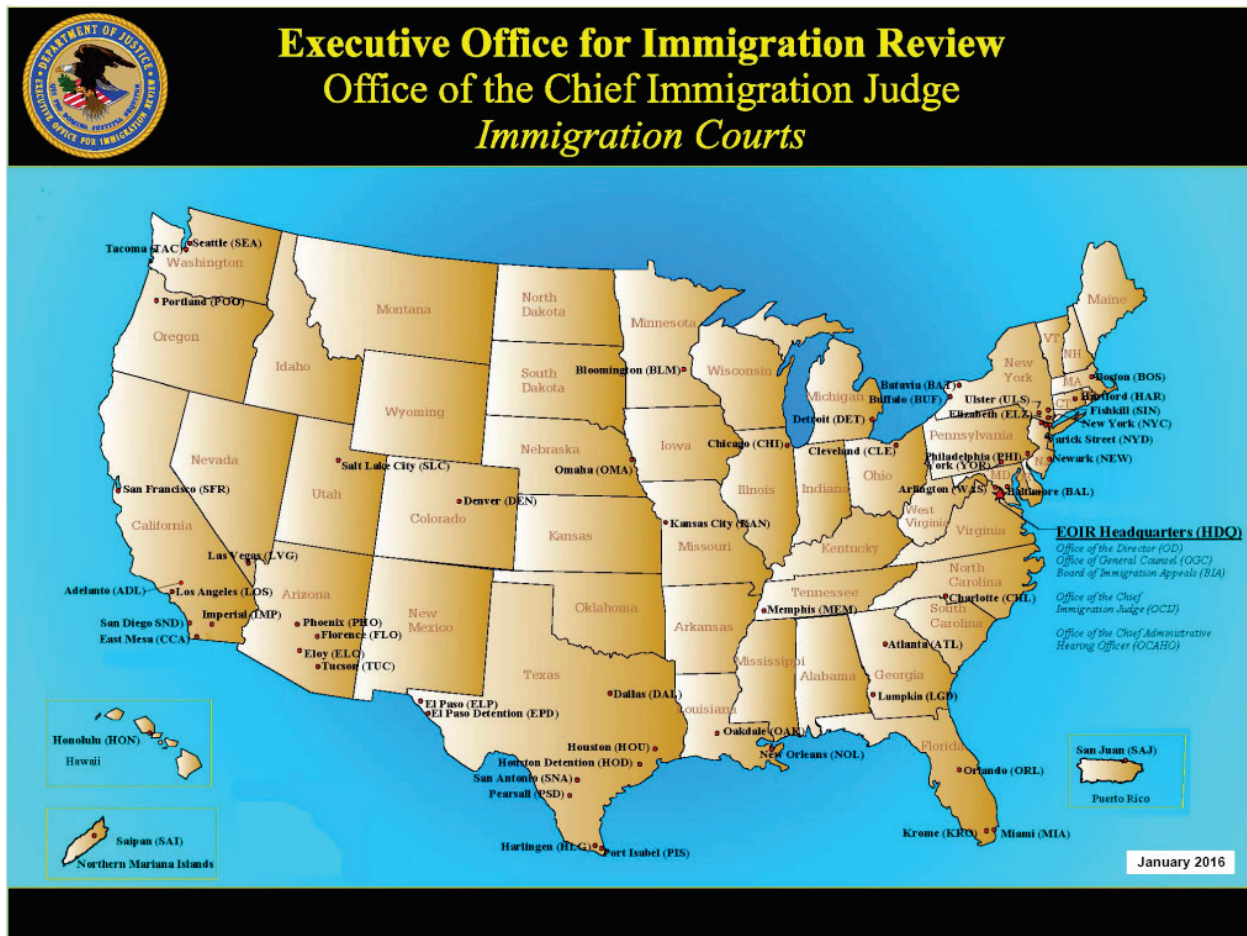 DEPARTMENT OF JUSTICE
EXECUTIVE OFFICE FOR IMMIGRATION REVIEW
Executive Office for Immigration Review
Office of the Chief Immigration Judge
Immigration Courts
Seattle (SEA)
Tacoma (TAC)
Washington
Portland (POO)
Oregon
Idaho
Montana
North
Dakota
Minnesota
Bloomington (BLM)
South
Dakota
Wyoming
Nebraska
Omaha (OMA)
Iowa
Wisconsin
Michigan
Detroit (DET)
Chicago (CHI)
Illinois
Indiana
Ohio
Cleveland (CLE)
Maine
VT
NH
MA
CT
New
York
Boston (BOS)
Batavia (BAT)
Buffalo (BUF)
Ulster (ULS)
Hartford (HAR)
Elizabeth (ELZ)
Fishkill (SIN)
New York (NYC)
Varick Street (NYD)
Pennsylvania
Philadelphia (PHI)
York (YOR)
Newark (NEW)
NJ
MD
Arlington (WAS)
Baltimore (BAL)
West
Virginia
Virginia
EOIR Headquarters (HDQ)
Office of the Director (OD)
Office of General Counsel (OGC)
Board of Immigration Appeals (BIA)
Office of the Chief
Immigration Judge (OCIJ)
Office of the Chief Administrative
Hearing Officer (OCAHO)
Nevada
Utah
Salt Lake City (SLC)
Colorado
Denver (DEN)
Kansas
Kansas City (KAN)
Missouri
Kentucky
Tennessee
Memphis (MEM)
North
Carolina
Charlotte (CHL)
South
Carolina
San Francisco (SFR)
California
Las Vegas (LVG)
Adelanto (ADL)
Los Angeles (LOS)
Imperial (IMP)
San Diego SND)
East Mesa (CCA)
Arizona
Phoenix (PHO)
Florence (FLO)
Eloy (ELO)
Tucson (TUC)
New
Mexico
Oklahoma
Arkansas
Mississippi
Alabama
Georgia
Atlanta (ATL)
Lumpkin (LGD)
Texas
Dallas (DAL)
El Paso (ELP)
El Paso Detention (EPD)
Louisiana
Oakdale (OAK)
New Orleans (NOL)
Houston (HOU)
Houston Detention (HOD)
San Antonio (SNA)
Pearsall (PSD)
Harlingen (HLG)
Port Isabel (PIS)
Florida
Orlando (ORL)
Krome (KRO)
Miami (MIA)
Honolulu (HON)
Hawaii
Saipan (SAI)
Northern Mariana Islands
San Juan (SAJ)
Puerto Rico
January 2016